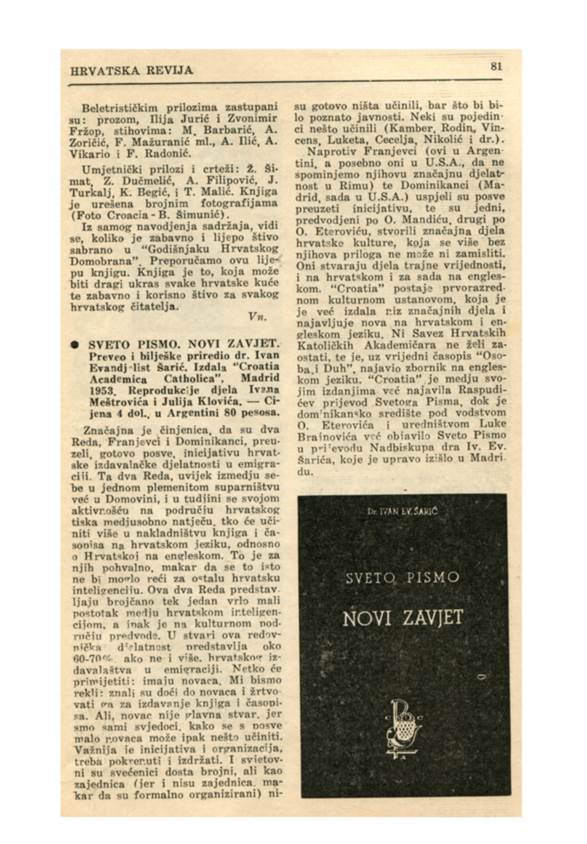 HRVATSKA REVIJA
81
Beletrističkim prilozima zastupani
su: prozom, Ilija Jurić i Zvonimir
Fržop, stihovima: M. Barbarić, A.
Zoričić, F. Mažuranić ml., A. Ilić, A.
Vikario i F. Radonić.
Umjetnički prilozi i crteži: Ž. Ši-
mat, Z. Dučmelić, A. Filipović, J.
Turkalj, K. Begić, i T. Malić. Knjiga
je urešena brojnim fotografijama
(Foto Croacia - B. Šimunić).
Iz samog navodjenja sadržaja, vidi
se, koliko je zabavno i lijepo štivo
sabrano u "Godišnjaku Hrvatskog
Domobrana". Preporučamo ovu lije-
pu knjigu. Knjiga je to, koja može
biti dragi ukras svake hrvatske kuće
te zabavno i korisno štivo za svakog
hrvatskog čitatelja.
Vn.
● SVETO PISMO. NOVI ZAVJET.
Preveo i bilješke priredio dr. Ivan
Evandjelist Šarić. Izdala "Croatia
Academica Catholica", Madrid
1953. Reprodukcije djela Ivana
Meštrovića i Julija Klovića. — Ci-
jena 4 dol., u Argentini 80 pesosa.
Značajna je činjenica, da su dva
Reda, Franjevci i Dominikanci, preu-
zeli, gotovo posve, inicijativu hrvat-
ske izdavalačke djelatnosti u emigra-
ciji. Ta dva Reda, uvijek izmedju se-
be u jednom plemenitom suparništvu
već u Domovini, i u tudjini se svojom
aktivnošću na području hrvatskog
tiska medjusobno natječu, tko će uči-
niti više u nakladništvu knjiga i ča-
sopisa na hrvatskom jeziku, odnosno
o Hrvatskoj na engleskom. To je za
njih pohvalno, makar da se to isto
ne bi moglo reći za ostalu hrvatsku
inteligenciju. Ova dva Reda predstav-
ljaju brojčano tek jedan vrlo mali
postotak medju hrvatskom inteligen-
cijom, a ipak je na kulturnom pod-
ručju predvode. U stvari ova redov-
nička djelatnost predstavlja oko
60-70%, ako ne i više, hrvatskog iz-
davalaštva u emigraciji. Netko će
primijetiti: imaju novaca. Mi bismo
rekli: znali su doći do novaca i žrtvo-
vati ga za izdavanje knjiga i časopi-
sa. Ali, novac nije glavna stvar, jer
smo sami svjedoci, kako se s posve
malo novaca može ipak nešto učiniti.
Važnija je inicijativa i organizacija,
treba pokrenuti i izdržati. I svjetov-
ni su svećenici dosta brojni, ali kao
zajednica (jer i nisu zajednica, ma-
kar da su formalno organizirani) ni-
su gotovo ništa učinili, bar što bi bi-
lo poznato javnosti. Neki su pojedin-
ci nešto učinili (Kamber, Rodin, Vin-
cens, Luketa, Cecelja, Nikolić i dr.).
Naprotiv Franjevci (ovi u Argen-
tini, a posebno oni u U.S.A., da ne
spominjemo njihovu značajnu djelat-
nost u Rimu) te Dominikanci (Ma-
drid, sada u U.S.A.) uspjeli su posve
preuzeti inicijativu, te su jedni,
predvodjeni po O. Mandiću, drugi po
O. Eteroviću, stvorili značajna djela
hrvatske kulture, koja se više bez
njihova priloga ne može ni zamisliti.
Oni stvaraju djela trajne vrijednosti,
i na hrvatskom i za sada na engles-
kom. "Croatia" postaje prvorazred-
nom kulturnom ustanovom, koja je
je već izdala niz značajnih djela i
najavljuje nova na hrvatskom i en-
gleskom jeziku. Ni Savez Hrvatskih
Katoličkih Akademičara ne želi za-
ostati, te je, uz vrijedni časopis "Oso-
ba i Duh", najavio zbornik na engles-
kom jeziku. "Croatia" je medju svo-
jim izdanjima već najavila Raspudi-
ćev prijevod Svetoga Pisma, dok je
dominikansko središte pod vodstvom
O. Eterovića i uredništvom Luke
Brajnovića već objavilo Sveto Pismo
u prijevodu Nadbiskupa dra Iv. Ev.
Šarića, koje je upravo izišlo u Madri-
du.
Dr. IVAN EV. ŠARIĆ
SVETO PISMO
NOVI ZAVJET